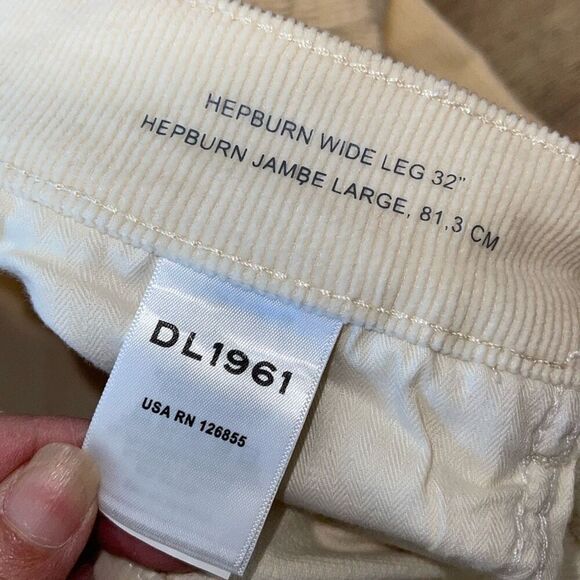 HEPBURN WIDE LEG 32"
HEPBURN JAMBE LARGE, 81,3 CM
DL1961
USA RN 126855